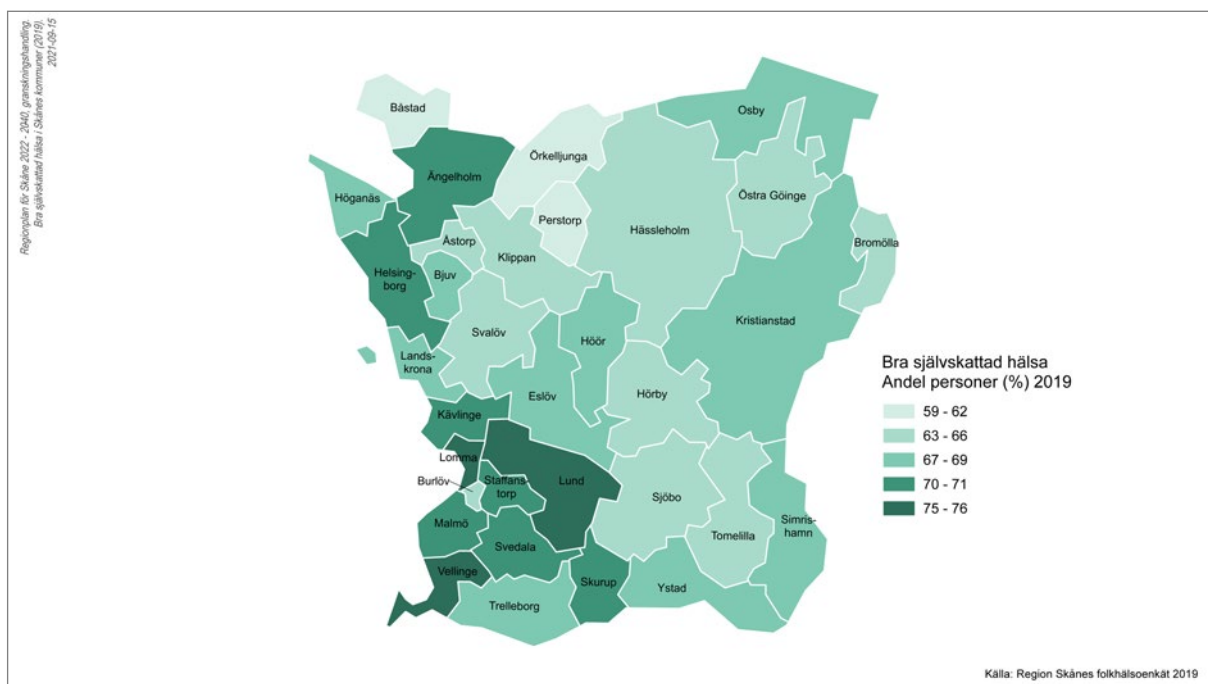 Regionplan för Skåne 2022 - 2040, granskningshandling.
Bra självskattad hälsa i Skånes kommuner (2019).
2021-09-15
Båstad
Osby
Örkelljunga
Ängelholm
Östra Göinge
Höganäs
Perstorp
Hässleholm
Åstorp
Bromölla
Klippan
Bjuv
Helsing-
borg
Kristianstad
Svalöv
Höör
Lands-
krona
Hörby
Eslöv
Kävlinge
Lomma
Burlöv
Staffans-
torp
Lund
Sjöbo
Malmö
Simris-
hamn
Tomelilla
Svedala
Vellinge
Skurup
Ystad
Trelleborg
Bra självskattad hälsa
Andel personer (%) 2019
59 - 62
63 - 66
67 - 69
70 - 71
75 - 76
Källa: Region Skånes folkhälsoenkät 2019